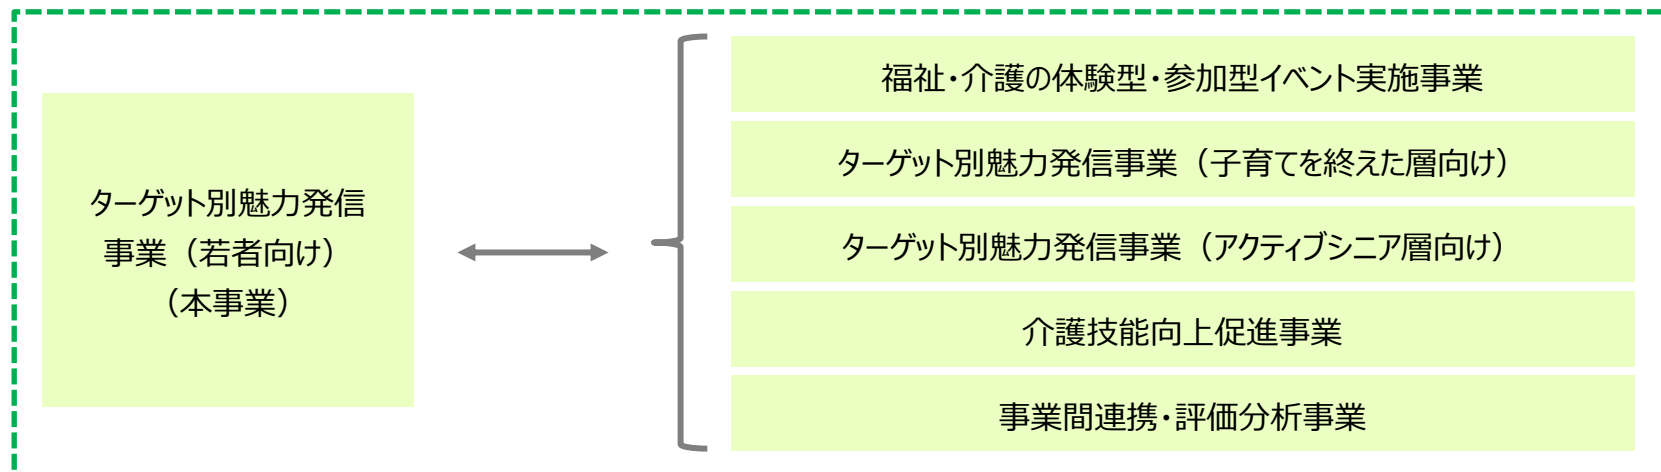 ターゲット別魅力発信
事業（若者向け）
（本事業）
福祉・介護の体験型・参加型イベント実施事業
ターゲット別魅力発信事業（子育てを終えた層向け）
ターゲット別魅力発信事業（アクティブシニア層向け）
介護技能向上促進事業
事業間連携・評価分析事業